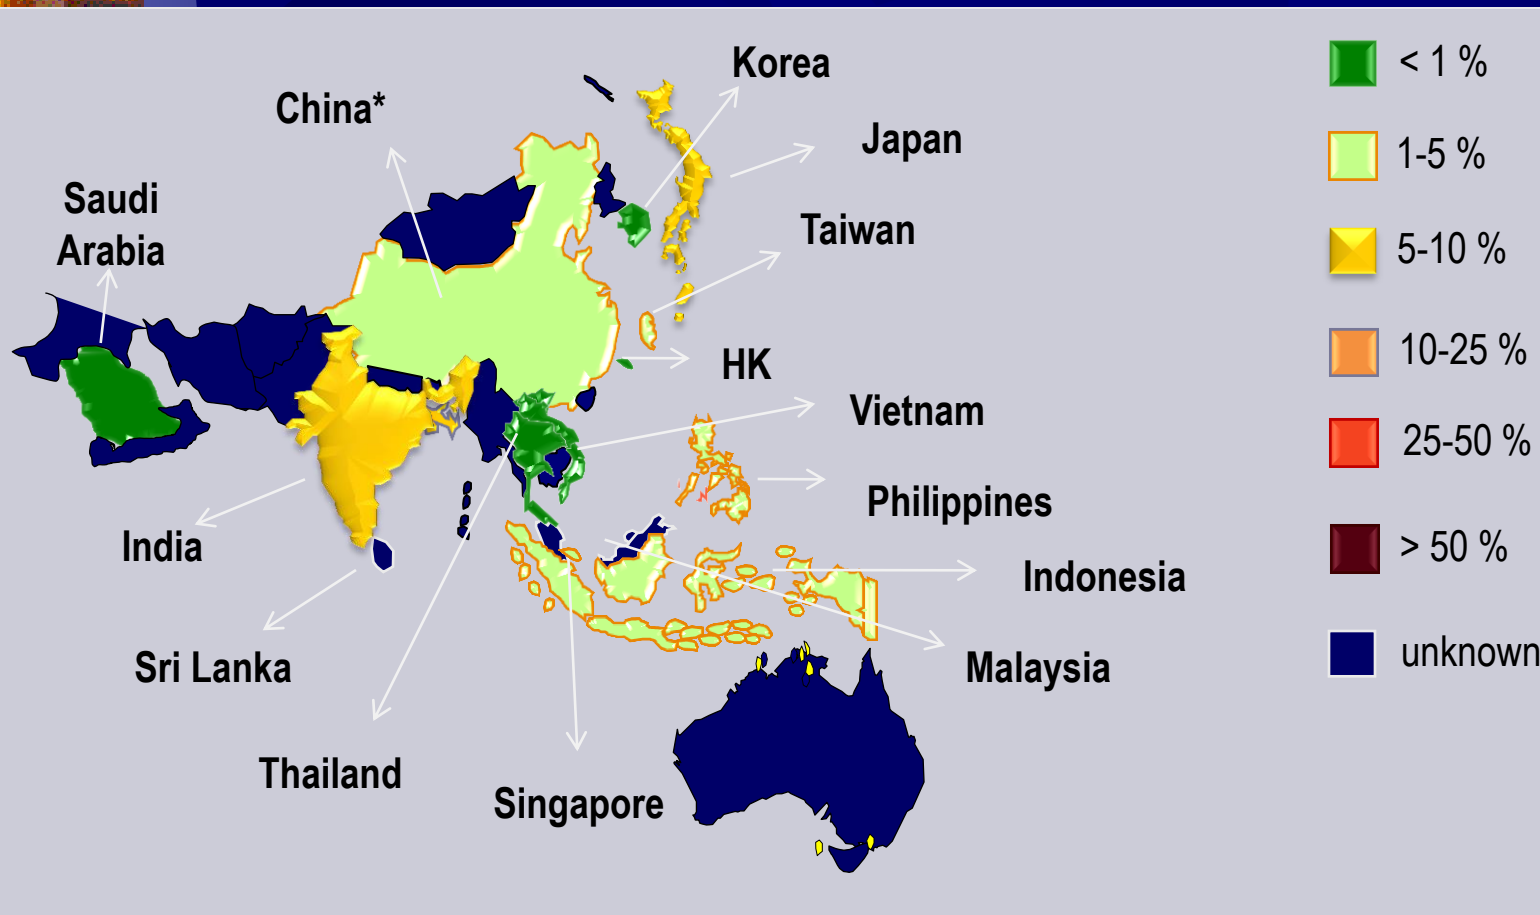 Korea
China*
Japan
Saudi
Arabia
Taiwan
HK
Vietnam
Philippines
India
Indonesia
Sri Lanka
Malaysia
Thailand
Singapore
< 1 %
1-5 %
5-10 %
10-25 %
25-50 %
> 50 %
unknown